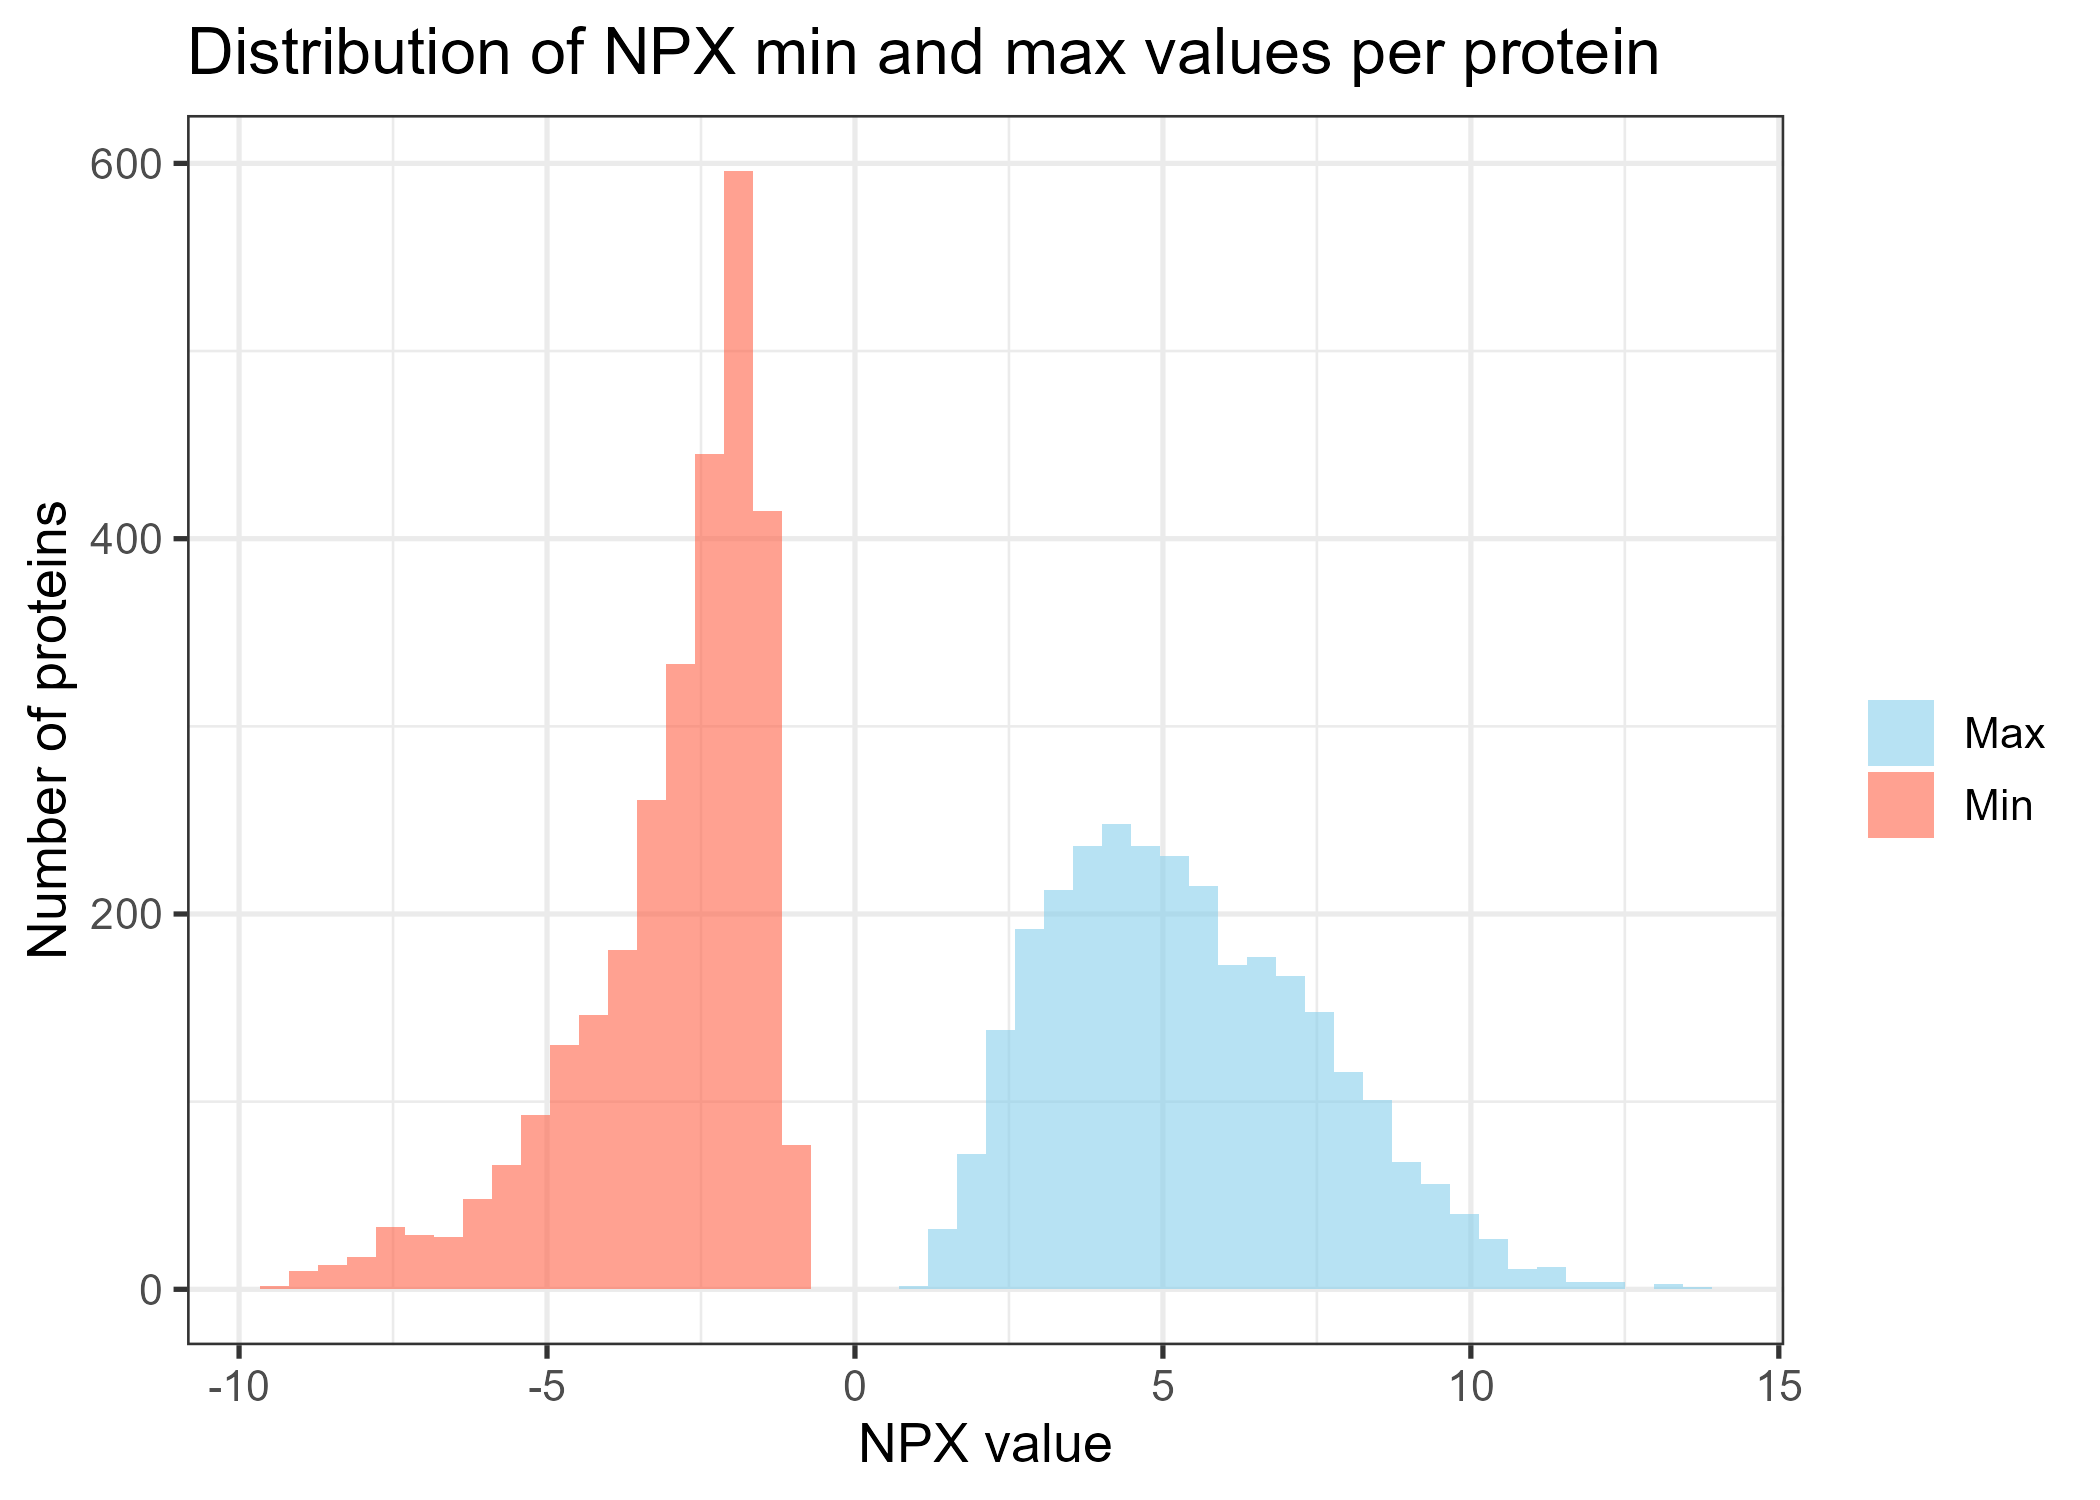 Distribution of NPX min and max values per protein
Number of proteins
600
400
200
0
-10
-5
0
5
10
15
NPX value
Max
Min